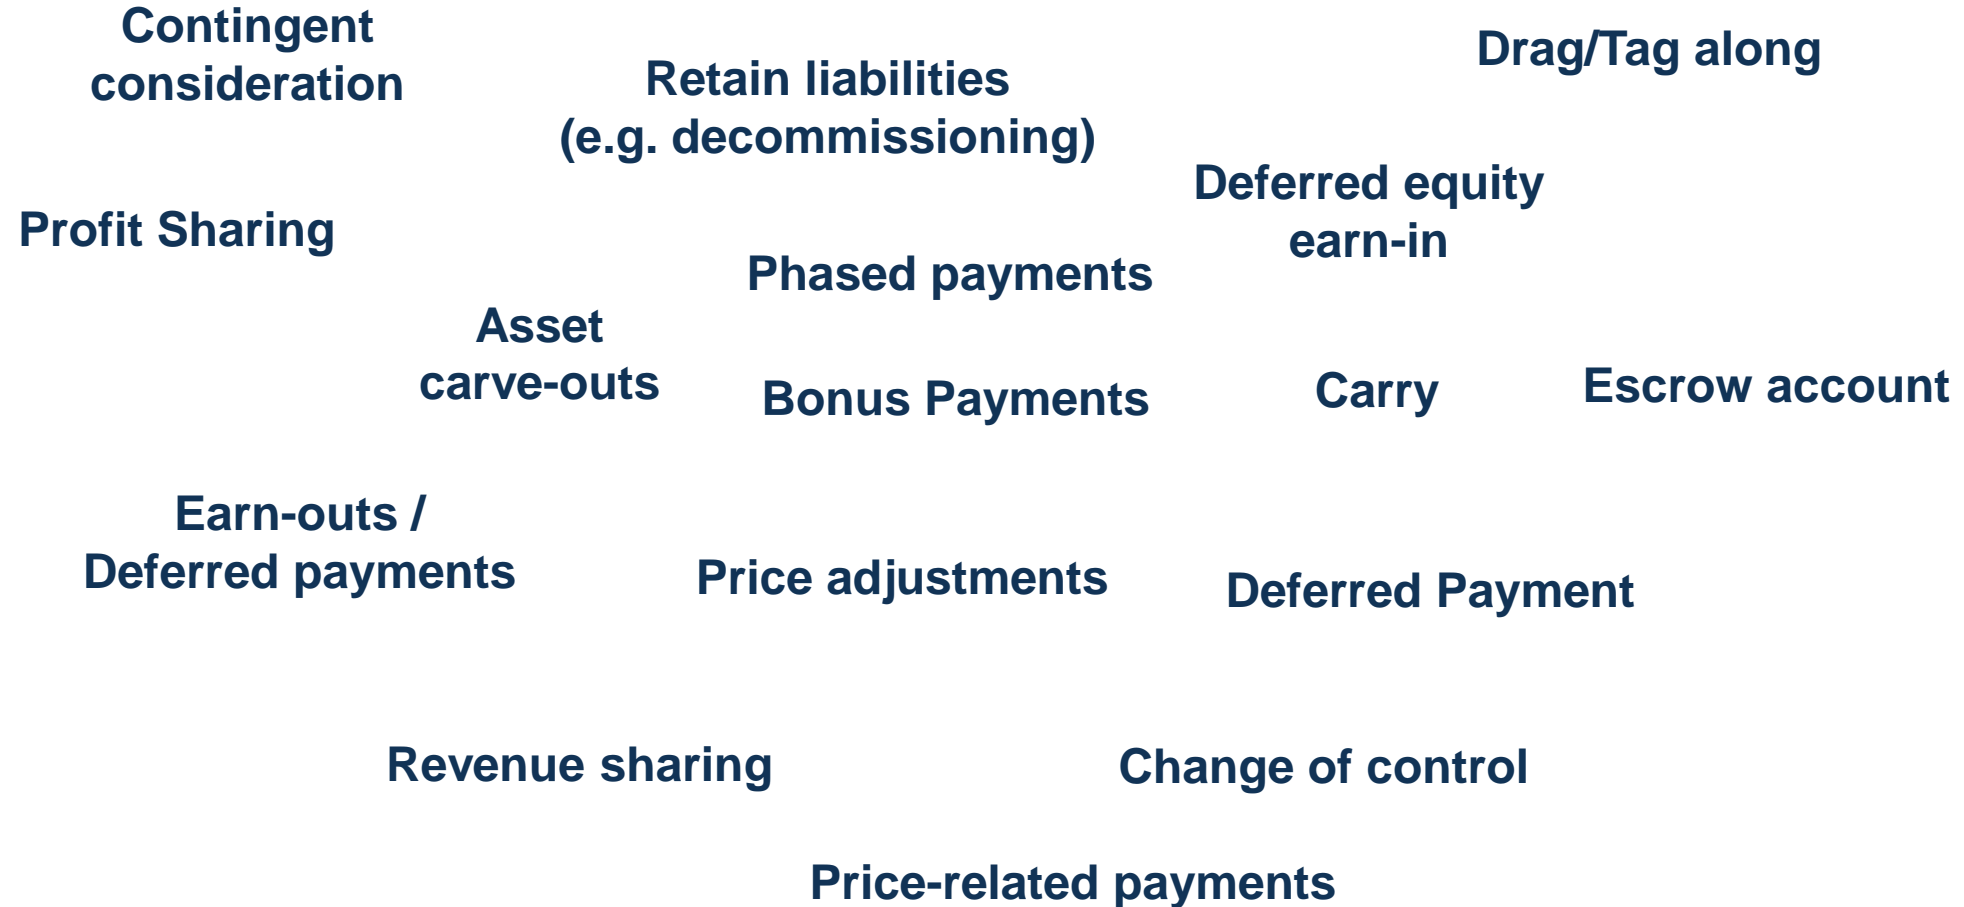 Contingent
consideration
Drag/Tag along
Retain liabilities
(e.g. decommissioning)
Deferred equity
earn-in
Profit Sharing
Phased payments
Asset
carve-outs
Bonus Payments
Carry
Escrow account
Earn-outs /
Deferred payments
Price adjustments
Deferred Payment
Revenue sharing
Change of control
Price-related payments